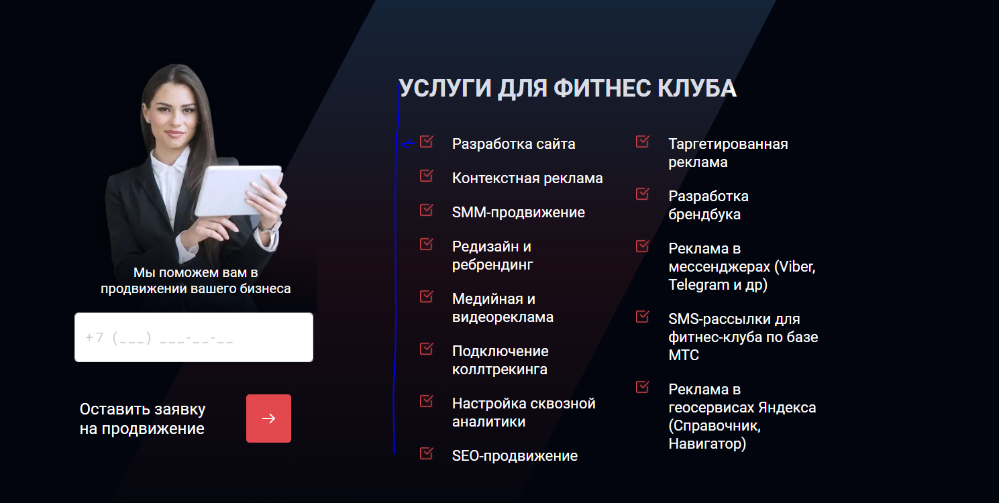 УСЛУГИ ДЛЯ ФИТНЕС КЛУБА
Разработка сайта
Контекстная реклама
SMM-продвижение
Редизайн и
ребрендинг
Медийная и
видеореклама
Подключение
коллтрекинга
Настройка сквозной
аналитики
SEO-продвижение
Таргетированная
реклама
Разработка
брендбука
Реклама в
мессенджерах (Viber,
Telegram и др)
SMS-рассылки для
фитнес-клуба по базе
МТС
Реклама в
геосервисах Яндекса
(Справочник,
Навигатор)
Мы поможем вам в
продвижении вашего бизнеса
+7 (___) ___-__-__
Оставить заявку
на продвижение